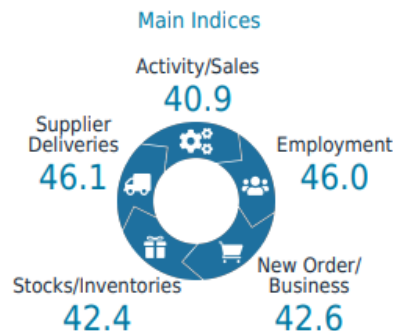 Main Indices
Activity/Sales
40.9
Supplier
Deliveries
46.1
Employment
46.0
Stocks/Inventories
42.4
New Order/
Business
42.6